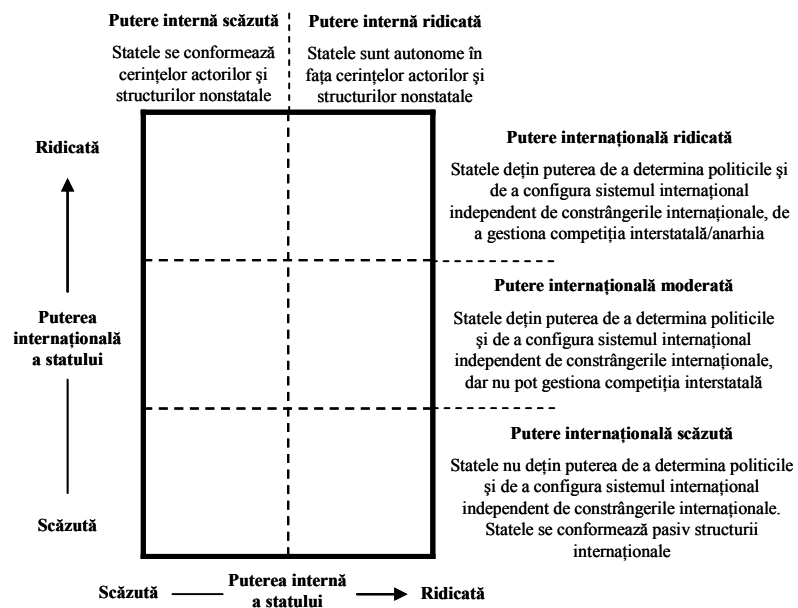 Putere internă scăzută
Statele se conformează
cerințelor actorilor și
structurilor nonstatale
Putere internă ridicată
Statele sunt autonome în
fața cerințelor actorilor și
structurilor nonstatale
Ridicată
Puterea
internațională
a statului
Scăzută
Putere internațională ridicată
Statele dețin puterea de a determina politicile și
de a configura sistemul internațional
independent de constrângerile internaționale, de
a gestiona competiția interstatală/anarhia
Putere internațională moderată
Statele dețin puterea de a determina politicile
și de a configura sistemul internațional
independent de constrângerile internaționale,
dar nu pot gestiona competiția interstatală
Putere internațională scăzută
Statele nu dețin puterea de a determina politicile
și de a configura sistemul internațional
independent de constrângerile internaționale.
Statele se conformează pasiv structurii
internaționale
Scăzută
Puterea internă
a statului
Ridicată